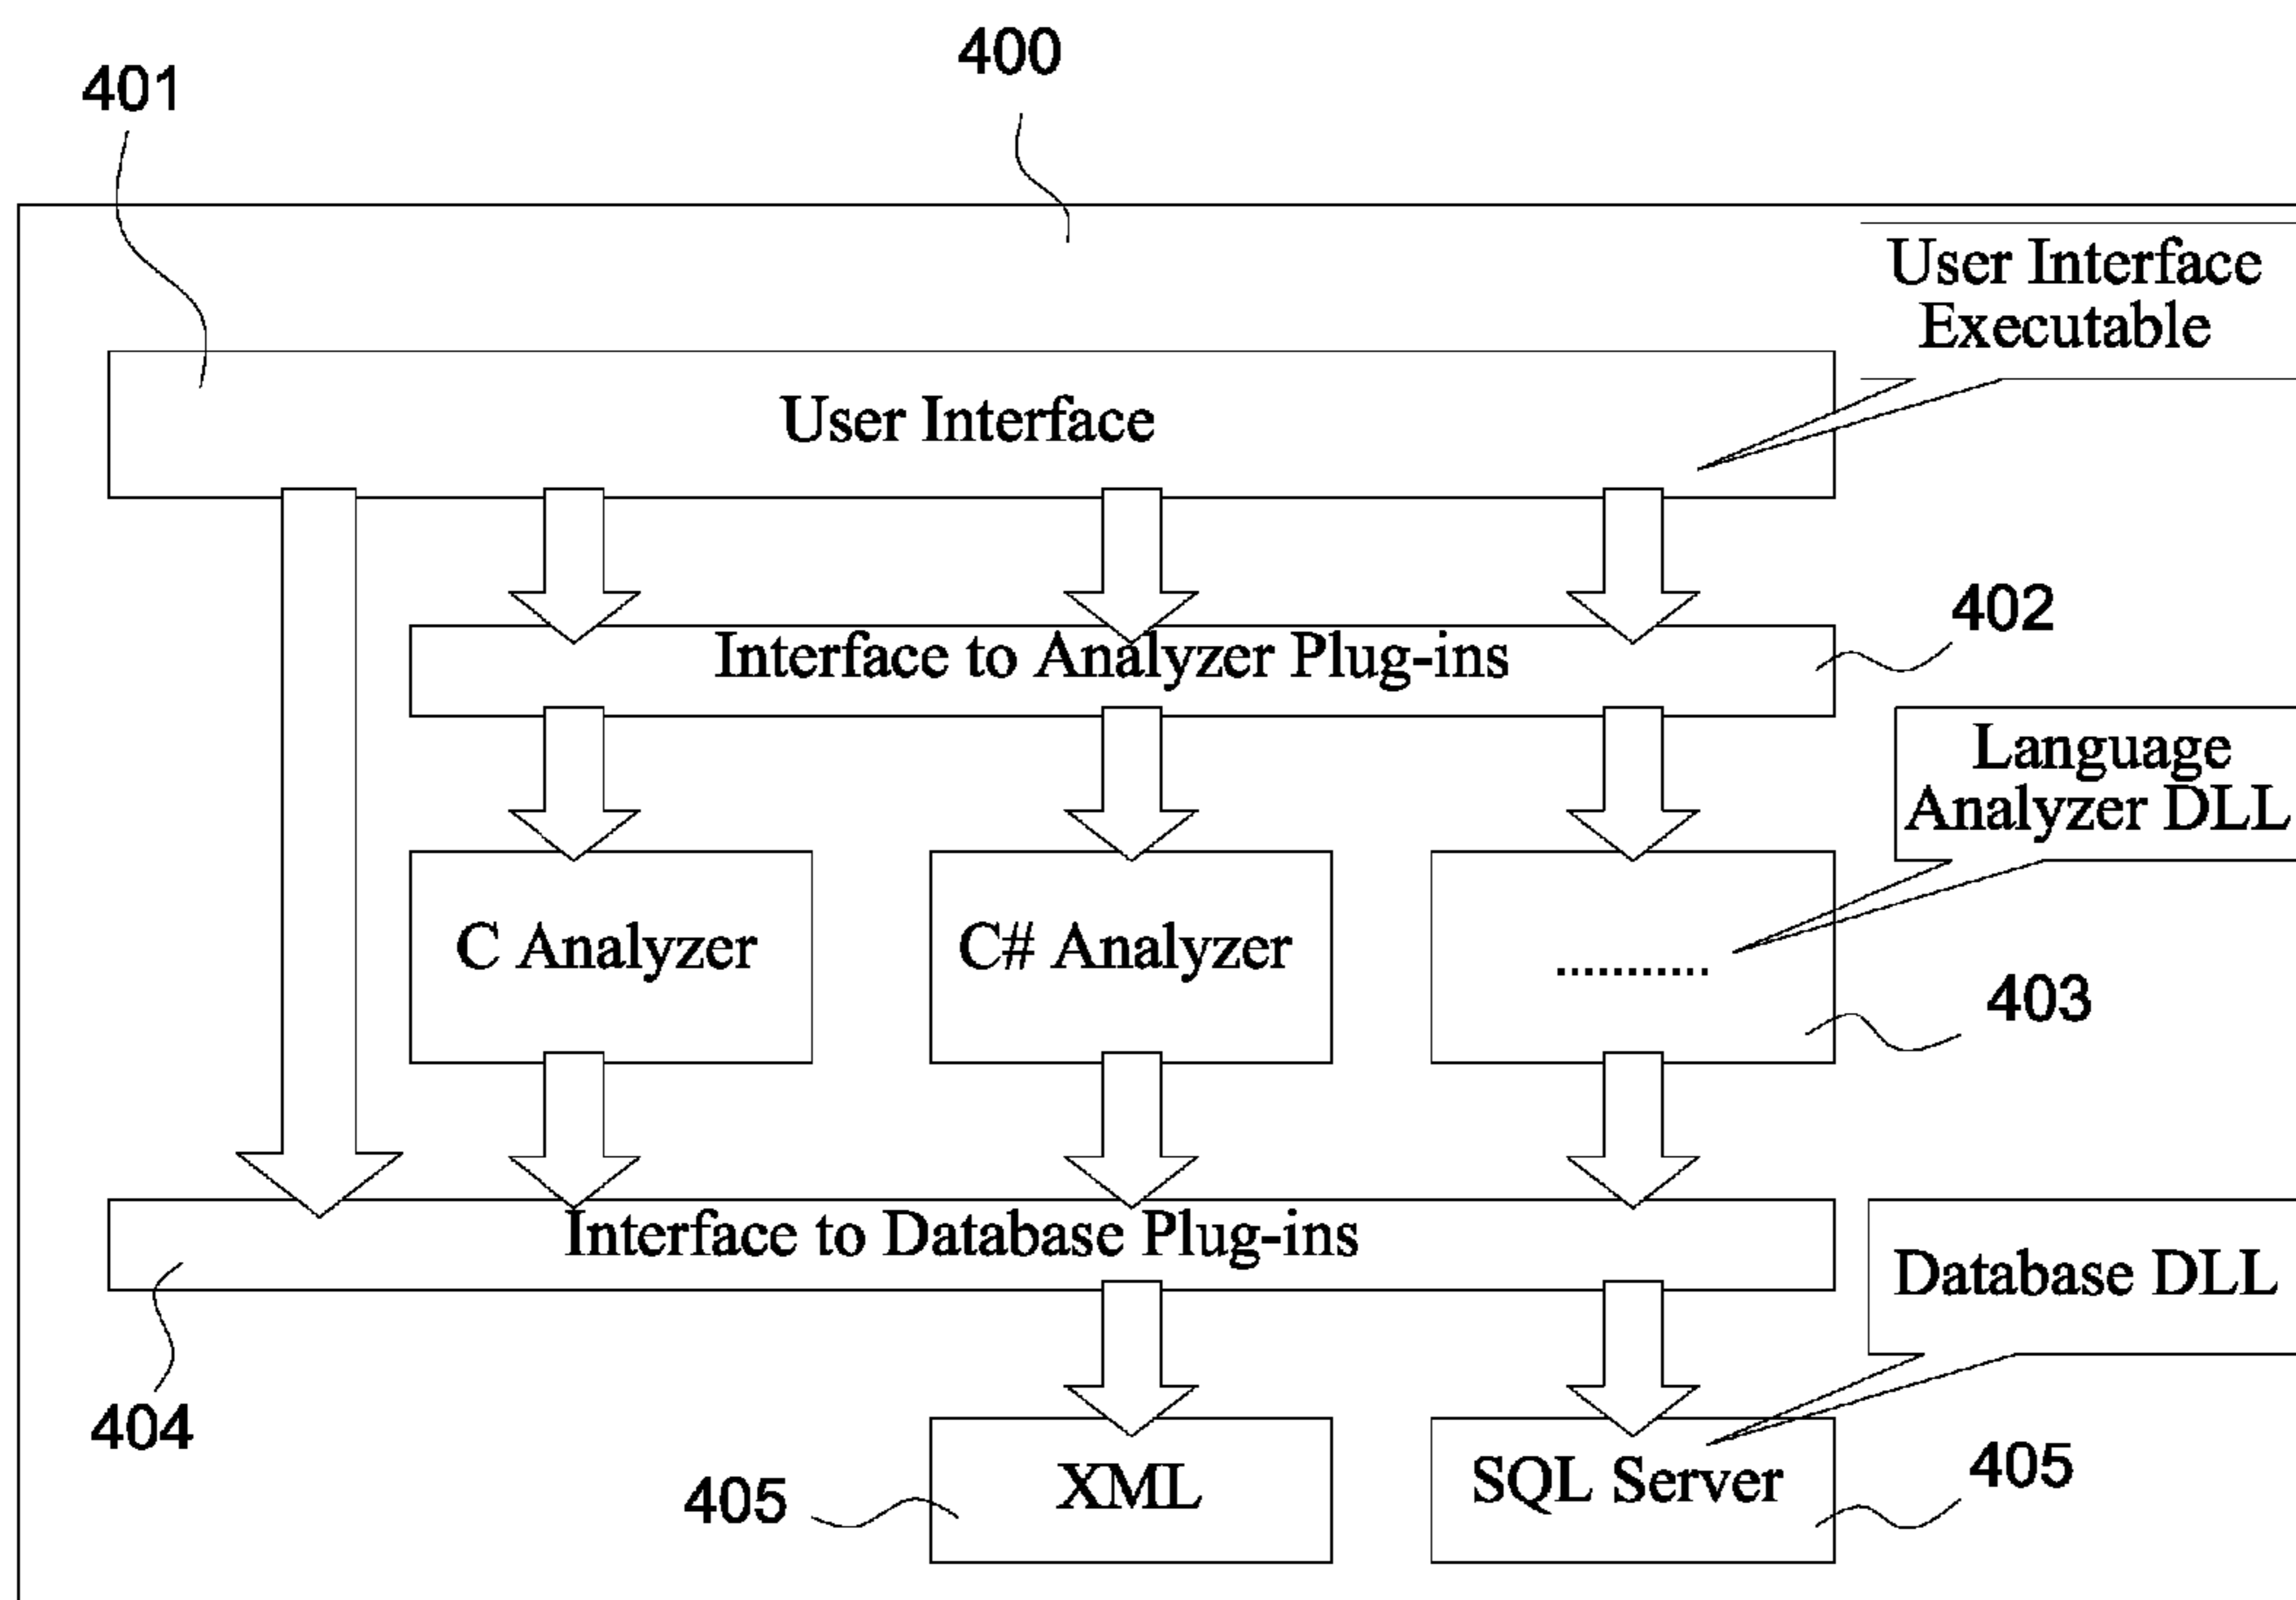 400
401
User Interface
Executable
User Interface
402
Interface to Analyzer Plug-ins
Language
Analyzer DLL
C Analyzer
C# Analyzer
...........
403
Interface to Database Plug-ins
Database DLL
404
XML
SQL Server
405
405